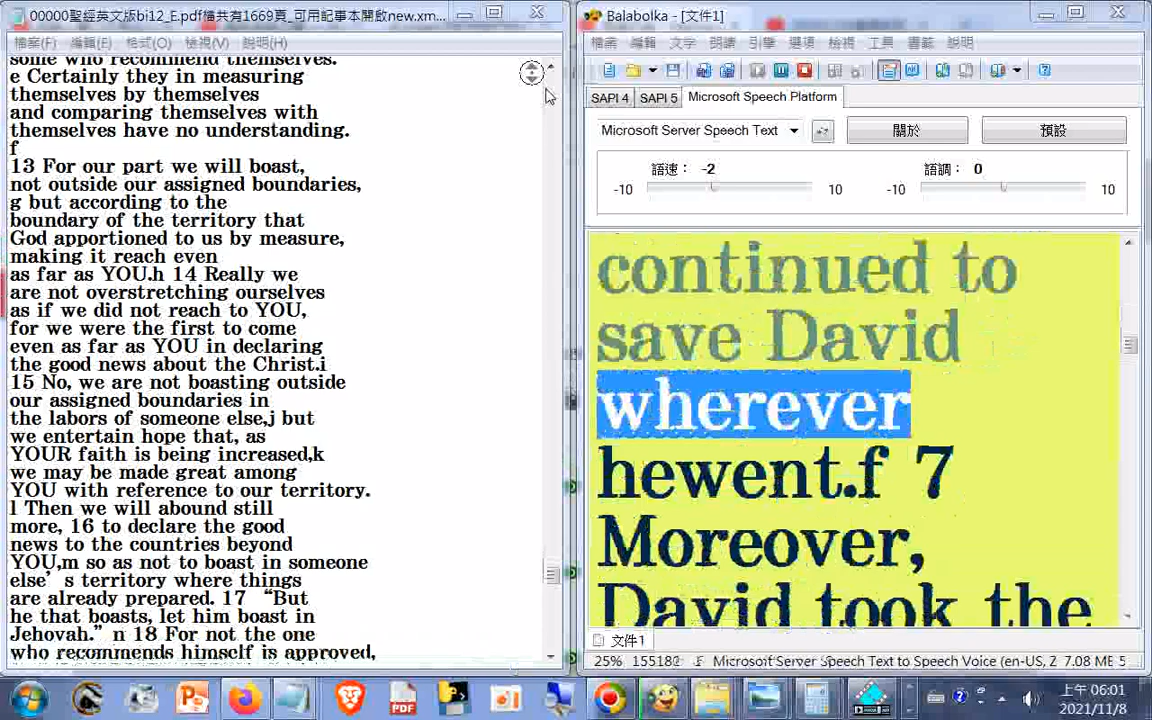 00000聖經英文版bi12_E.pdf檔共有1669頁_可用記事本開啟new.xm...
檔案(F) 編輯(E) 格式(O) 檢視(V) 說明(H)
some who recommend themselves.
e Certainly they in measuring
themselves by themselves
and comparing themselves with
themselves have no understanding.
f
13 For our part we will boast,
not outside our assigned boundaries,
g but according to the
boundary of the territory that
God apportioned to us by measure,
making it reach even
as far as YOU.h 14 Really we
are not overstretching ourselves
as if we did not reach to YOU,
for we were the first to come
even as far as YOU in declaring
the good news about the Christ.i
15 No, we are not boasting outside
our assigned boundaries in
the labors of someone else,j but
we entertain hope that, as
YOUR faith is being increased,k
we may be made great among
YOU with reference to our territory.
l Then we will abound still
more, 16 to declare the good
news to the countries beyond
YOU,m so as not to boast in someone
else’s territory where things
are already prepared. 17 “But
he that boasts, let him boast in
Jehovah.” n 18 For not the one
who recommends himself is approved,
Balabolka - [文件1]
檔案 編輯 文字 朗讀 引擎 選項 檢視 工具 書籤 說明
SAPI 4 SAPI 5 Microsoft Speech Platform
Microsoft Server Speech Text 關於 預設
語速： -2 語調： 0
-10 10 -10 10
continued to
save David
wherever
hewent.f 7
Moreover,
David took the
文件1
25% Microsoft Server Speech Text to Speech Voice (en-US, 7.08 MB
PDF
上午 06:01
2021/11/8